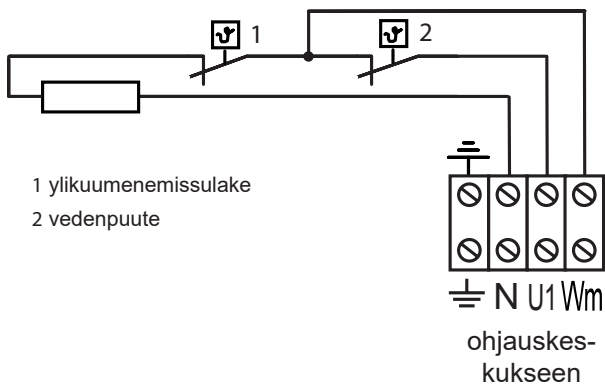 1
2
1 ylikuumenemissulake
2 vedenpuute
N U1 Wm
ohjauskes-
kukseen